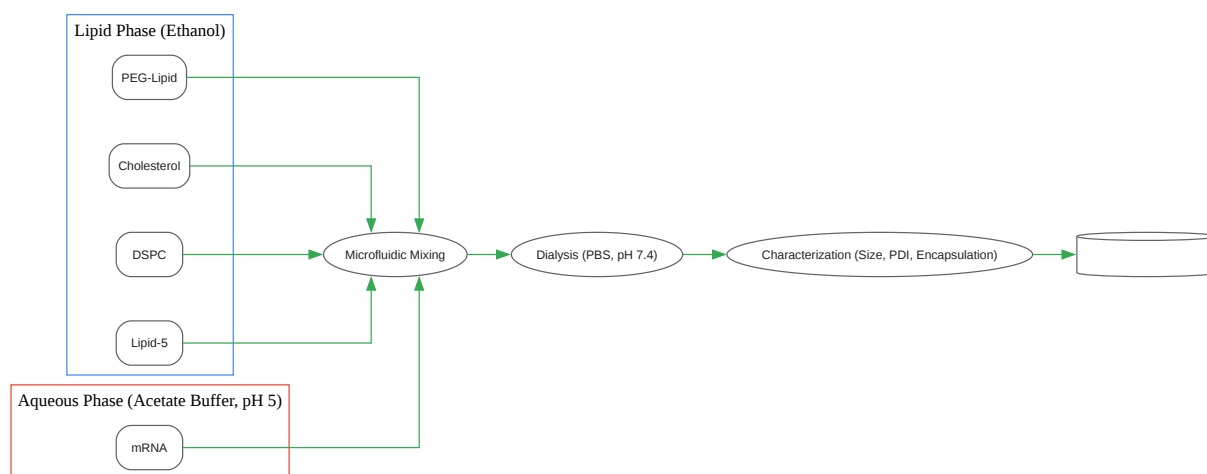 Lipid Phase (Ethanol)
PEG-Lipid
Cholesterol
DSPC
Lipid-5
Microfluidic Mixing
Dialysis (PBS, pH 7.4)
Characterization (Size, PDI, Encapsulation)
Aqueous Phase (Acetate Buffer, pH 5)
mRNA